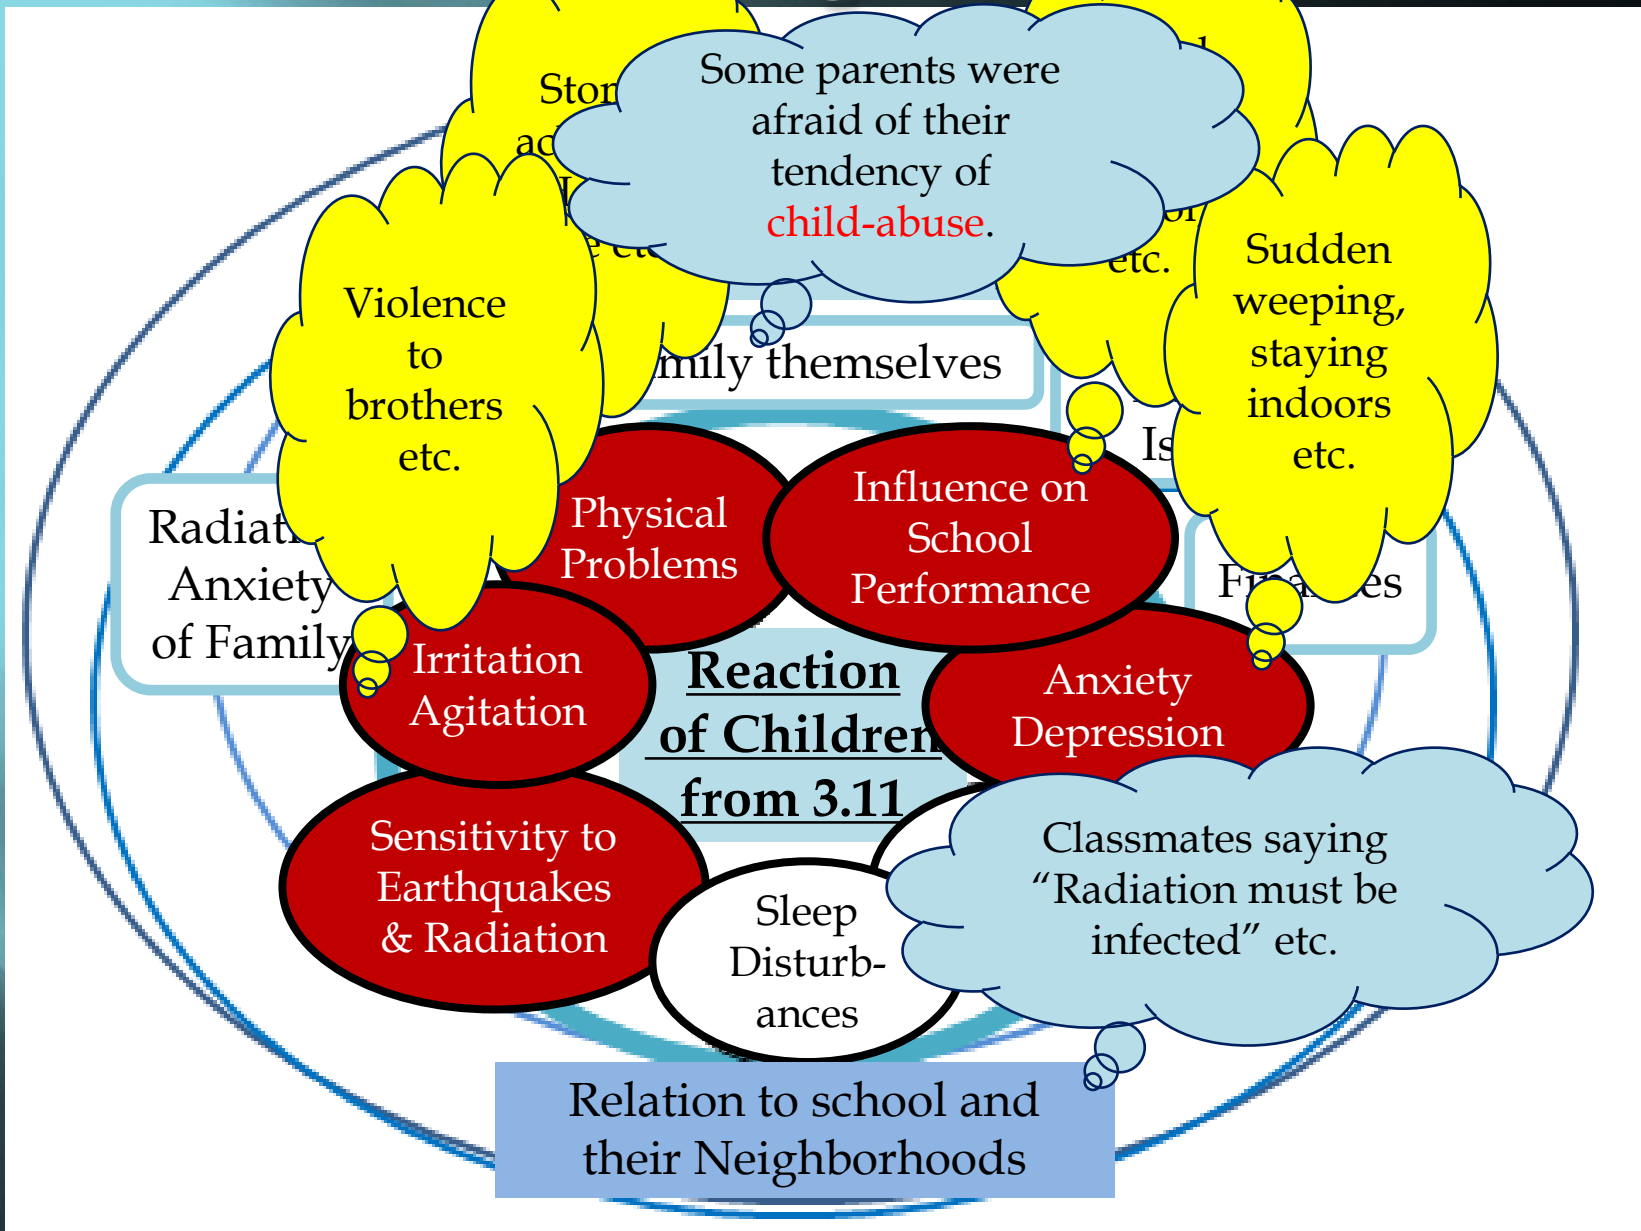 Some parents were
afraid of their
tendency of
child-abuse.
etc.
Violence
to
brothers
etc.
Sudden
weeping,
staying
indoors
etc.
themselves
Anxiety
of Family
Physical
Problems
Influence on
School
Performance
Irritation
Agitation
Reaction
of Children
from 3.11
Anxiety
Depression
Sensitivity to
Earthquakes
& Radiation
Sleep
Disturb-
ances
Classmates saying
“Radiation must be
infected” etc.
Relation to school and
their Neighborhoods